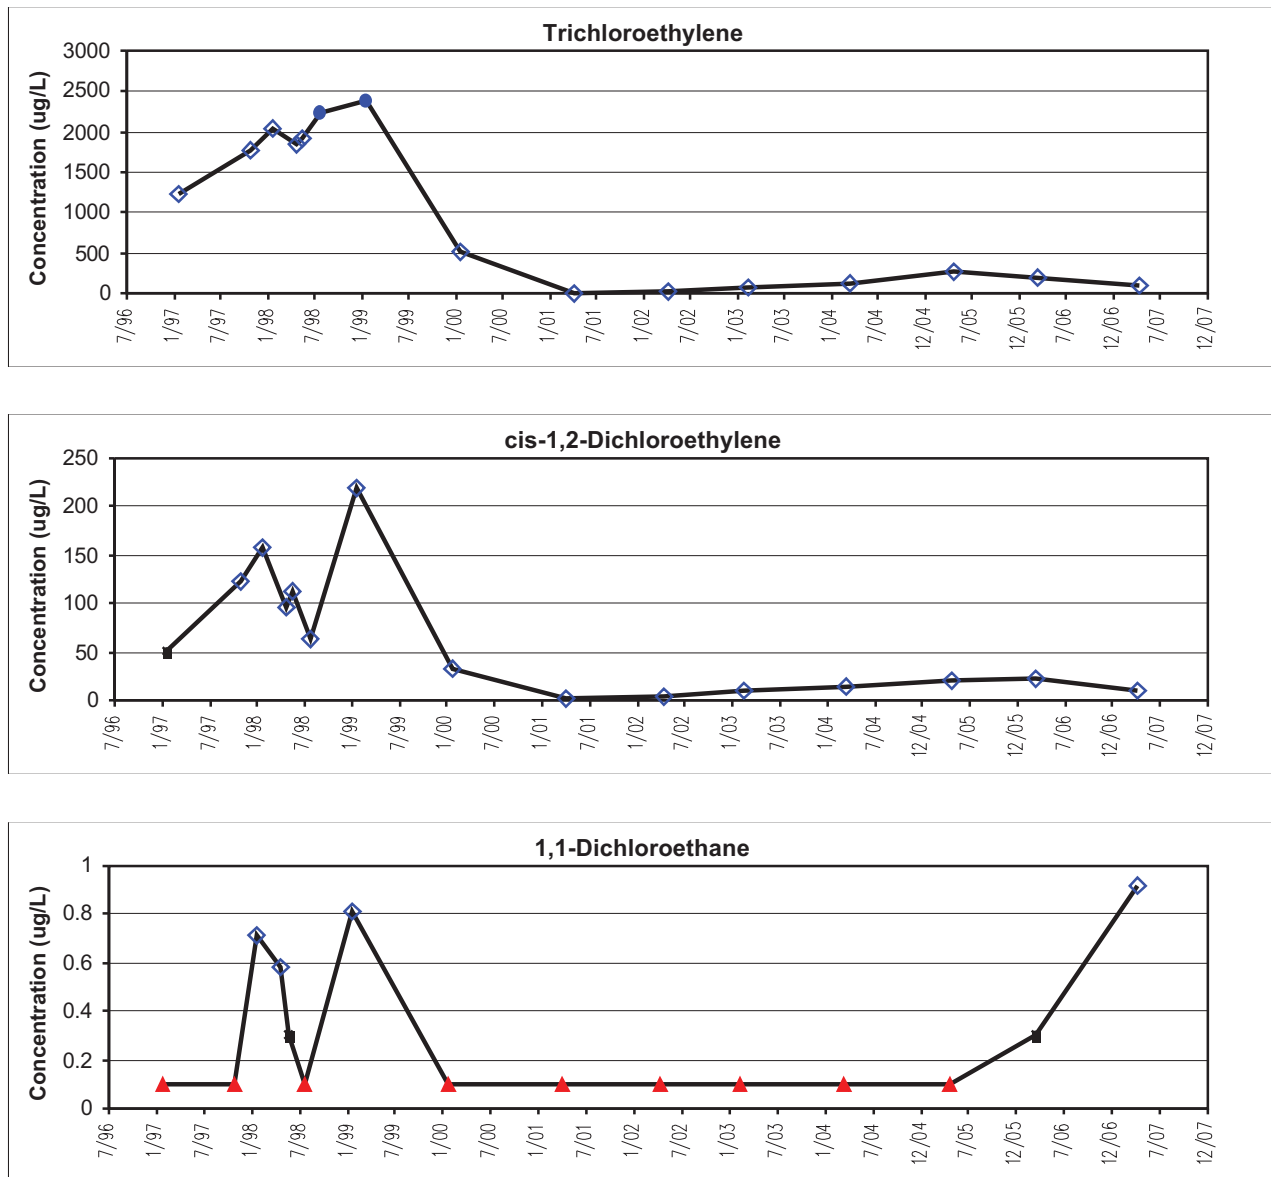 Trichloroethylene
Concentration (ug/L)
3000
2500
2000
1500
1000
500
0
7/96 1/97 7/97 1/98 7/98 1/99 7/99 1/00 7/00 1/01 7/01 1/02 7/02 1/03 7/03 1/04 7/04 12/04 7/05 12/05 7/06 12/06 7/07 12/07
cis-1,2-Dichloroethylene
Concentration (ug/L)
250
200
150
100
50
0
7/96 1/97 7/97 1/98 7/98 1/99 7/99 1/00 7/00 1/01 7/01 1/02 7/02 1/03 7/03 1/04 7/04 12/04 7/05 12/05 7/06 12/06 7/07 12/07
1,1-Dichloroethane
Concentration (ug/L)
1
0.8
0.6
0.4
0.2
0
7/96 1/97 7/97 1/98 7/98 1/99 7/99 1/00 7/00 1/01 7/01 1/02 7/02 1/03 7/03 1/04 7/04 12/04 7/05 12/05 7/06 12/06 7/07 12/07